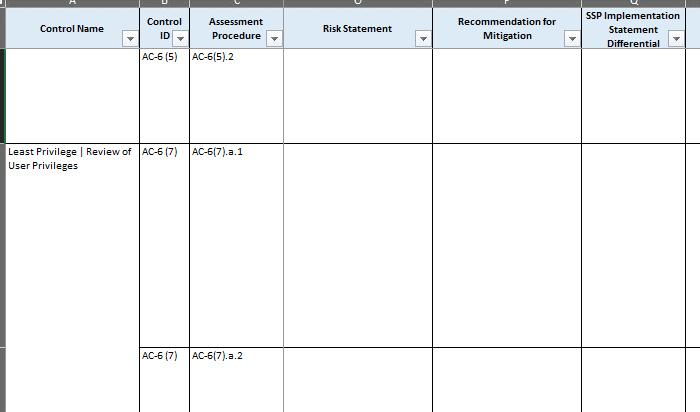 A C O P Q
Control Name
Control
ID
Assessment
Procedure
Risk Statement
Recommendation for
Mitigation
SSP Implementation
Statement
Differential
AC-6 (5) AC-6(5).2
Least Privilege | Review of
User Privileges
AC-6 (7) AC-6(7).a.1
AC-6 (7) AC-6(7).a.2